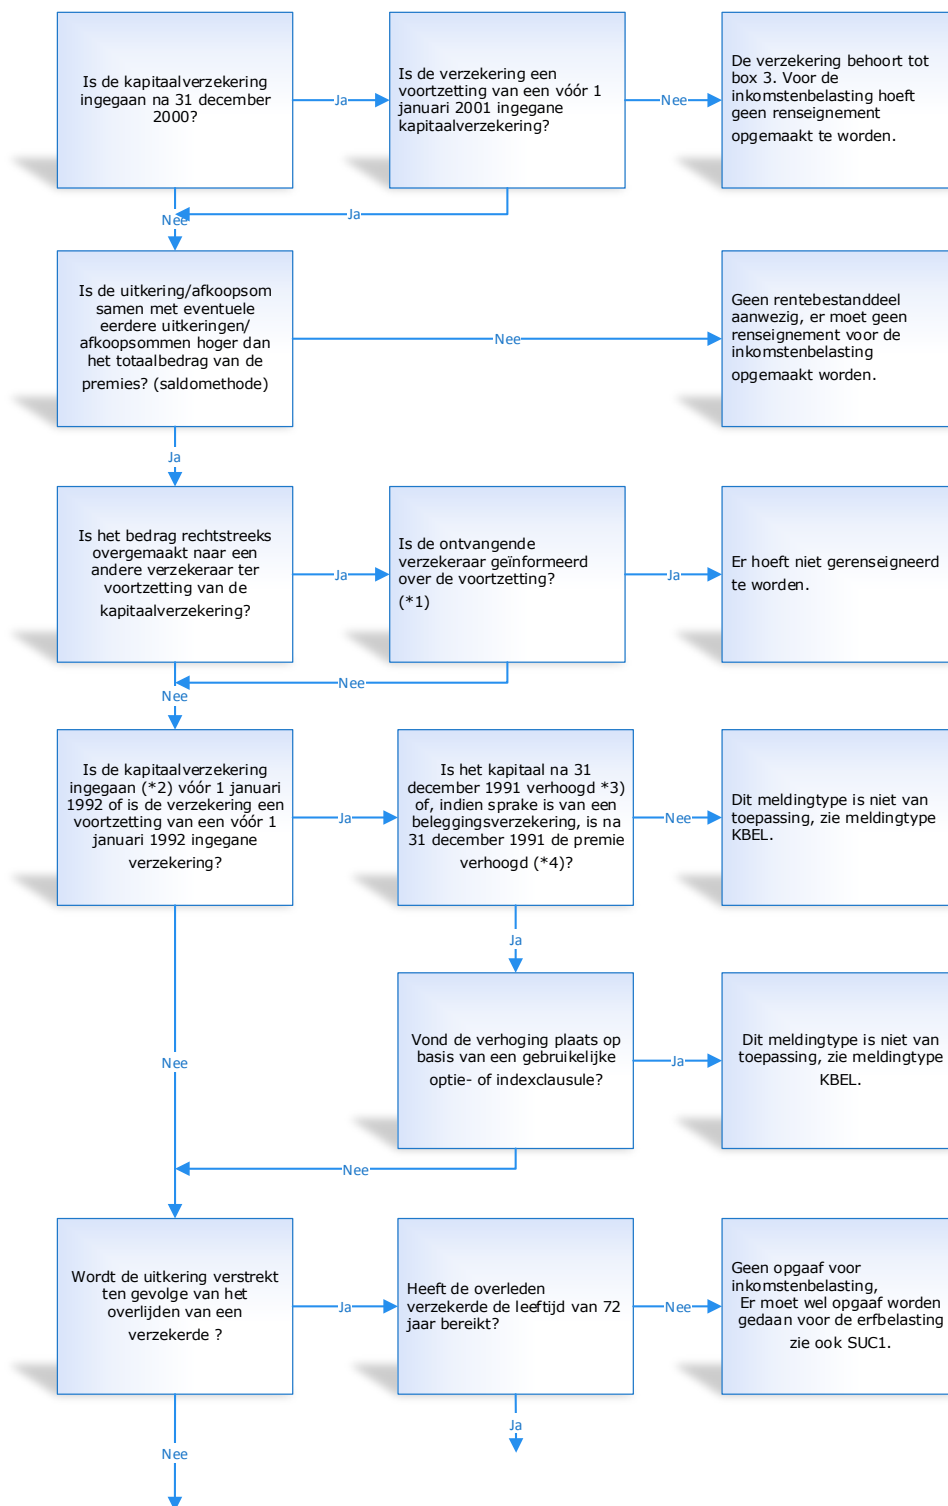 Is de kapitaalverzekering
ingegaan na 31 december
2000?
Ja
Is de verzekering een
voortzetting van een vóór 1
januari 2001 ingegane
kapitaalverzekering?
Nee
De verzekering behoort tot
box 3. Voor de
inkomstenbelasting hoeft
geen renseignement
opgemaakt te worden.
Ja
Nee
Is de uitkering/afkoopsom
samen met eventuele
eerdere uitkeringen/
afkoopsommen hoger dan
het totaalbedrag van de
premies? (saldomethode)
Nee
Geen rentebestanddeel
aanwezig, er moet geen
renseignement voor de
inkomstenbelasting
opgemaakt worden.
Ja
Is het bedrag rechtstreeks
overgemaakt naar een
andere verzekeraar ter
voortzetting van de
kapitaalverzekering?
Ja
Is de ontvangende
verzekeraar geïnformeerd
over de voortzetting?
(*1)
Ja
Er hoeft niet gerenseigneerd
te worden.
Nee
Nee
Is de kapitaalverzekering
ingegaan (*2) vóór 1 januari
1992 of is de verzekering een
voortzetting van een vóór 1
januari 1992 ingegane
verzekering?
Ja
Is het kapitaal na 31
december 1991 verhoogd *3)
of, indien sprake is van een
beleggingsverzekering, is na
31 december 1991 de premie
verhoogd (*4)?
Nee
Dit meldingtype is niet van
toepassing, zie meldingtype
KBEL.
Ja
Nee
Vond de verhoging plaats op
basis van een gebruikelijke
optie- of indexclausule?
Ja
Dit meldingtype is niet van
toepassing, zie meldingtype
KBEL.
Nee
Wordt de uitkering verstrekt
ten gevolge van het
overlijden van een
verzekerde ?
Ja
Heeft de overleden
verzekerde de leeftijd van 72
jaar bereikt?
Nee
Geen opgaaf voor
inkomstenbelasting,
Er moet wel opgaaf worden
gedaan voor de erfbelasting
zie ook SUC1.
Ja
Nee